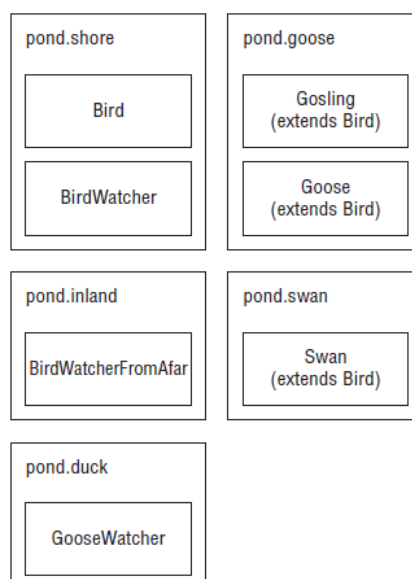 pond.shore
Bird
BirdWatcher
pond.goose
Gosling
(extends Bird)
Goose
(extends Bird)
pond.inland
BirdWatcherFromAfar
pond.swan
Swan
(extends Bird)
pond.duck
GooseWatcher